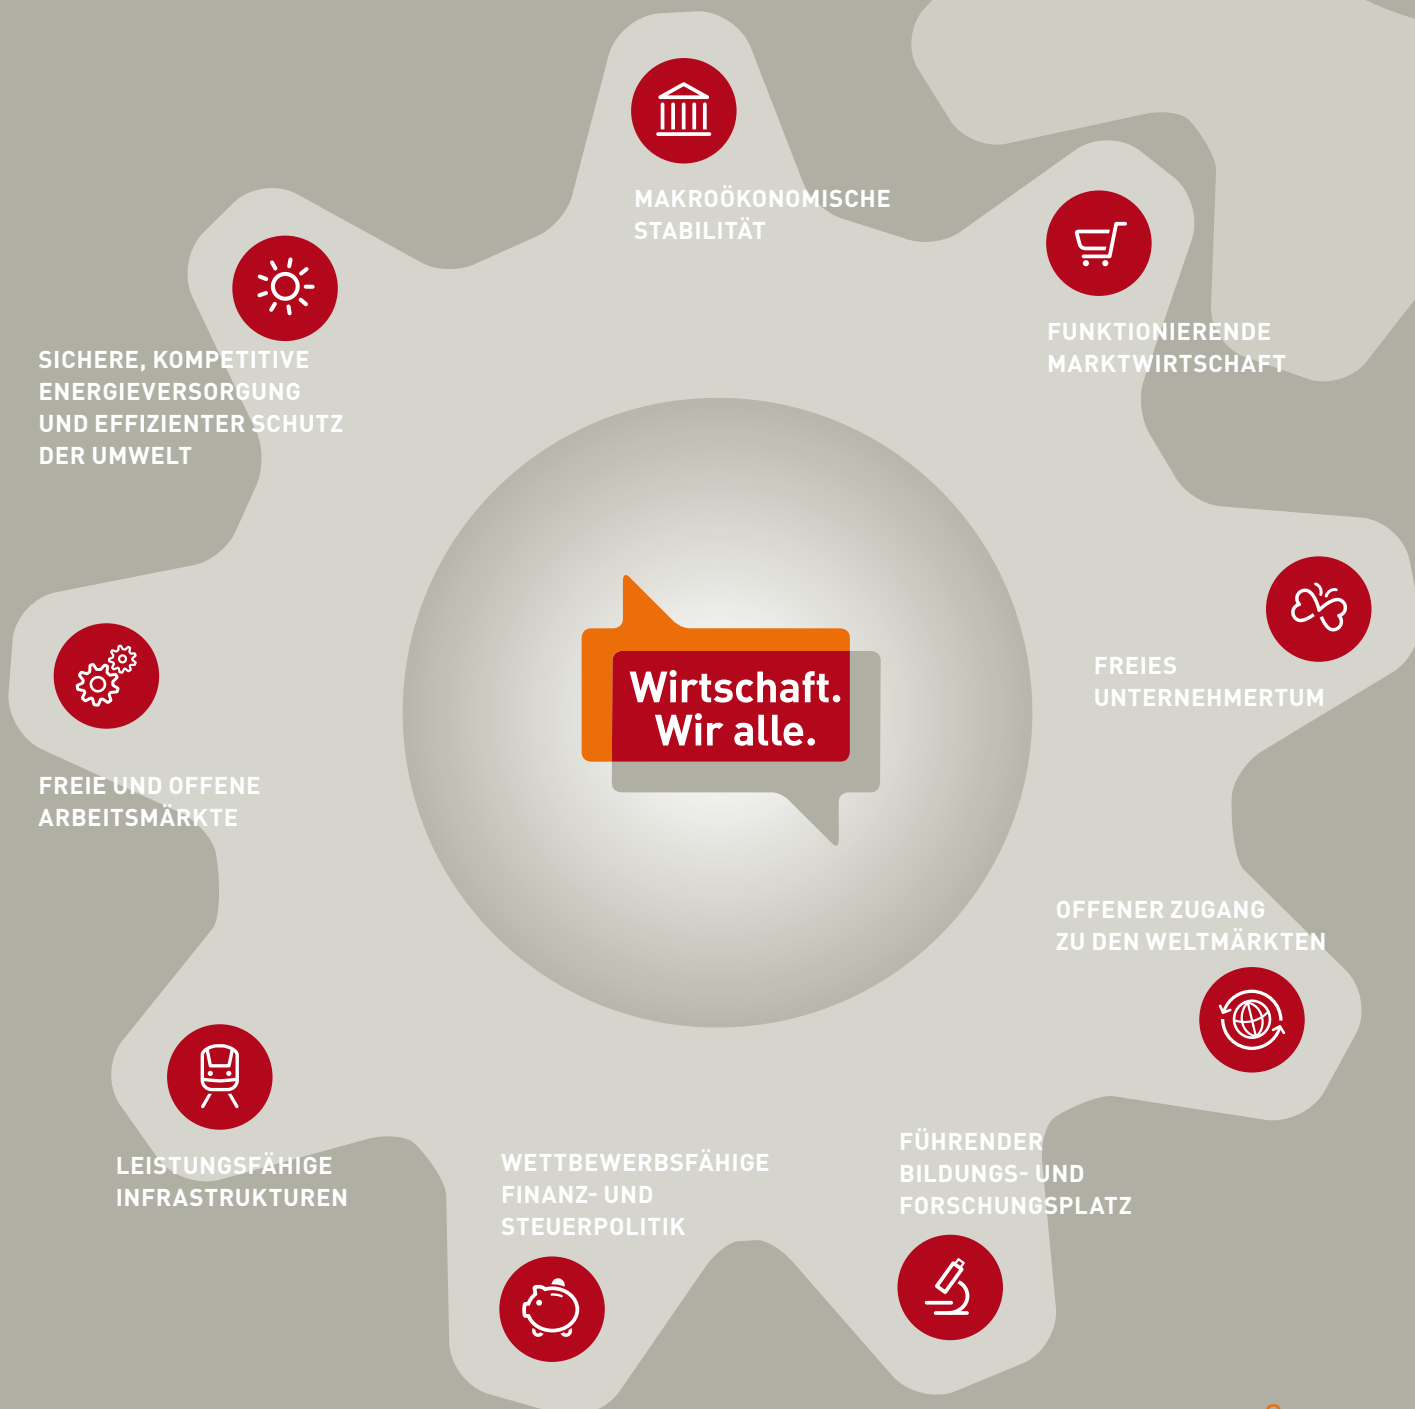 MAKROÖKONOMISCHE
STABILITÄT
FUNKTIONIERENDE
MARKTWIRTSCHAFT
SICHERE, KOMPETITIVE
ENERGIEVERSORGUNG
UND EFFIZIENTER SCHUTZ
DER UMWELT
Wirtschaft.
Wir alle.
FREIES
UNTERNEHMERTUM
FREIE UND OFFENE
ARBEITSMÄRKTE
OFFENER ZUGANG
ZU DEN WELTMÄRKTEN
LEISTUNGSFÄHIGE
INFRASTRUKTUREN
WETTBEWERBSFÄHIGE
FINANZ- UND
STEUERPOLITIK
FÜHRENDER
BILDUNGS- UND
FORSCHUNGSPLATZ